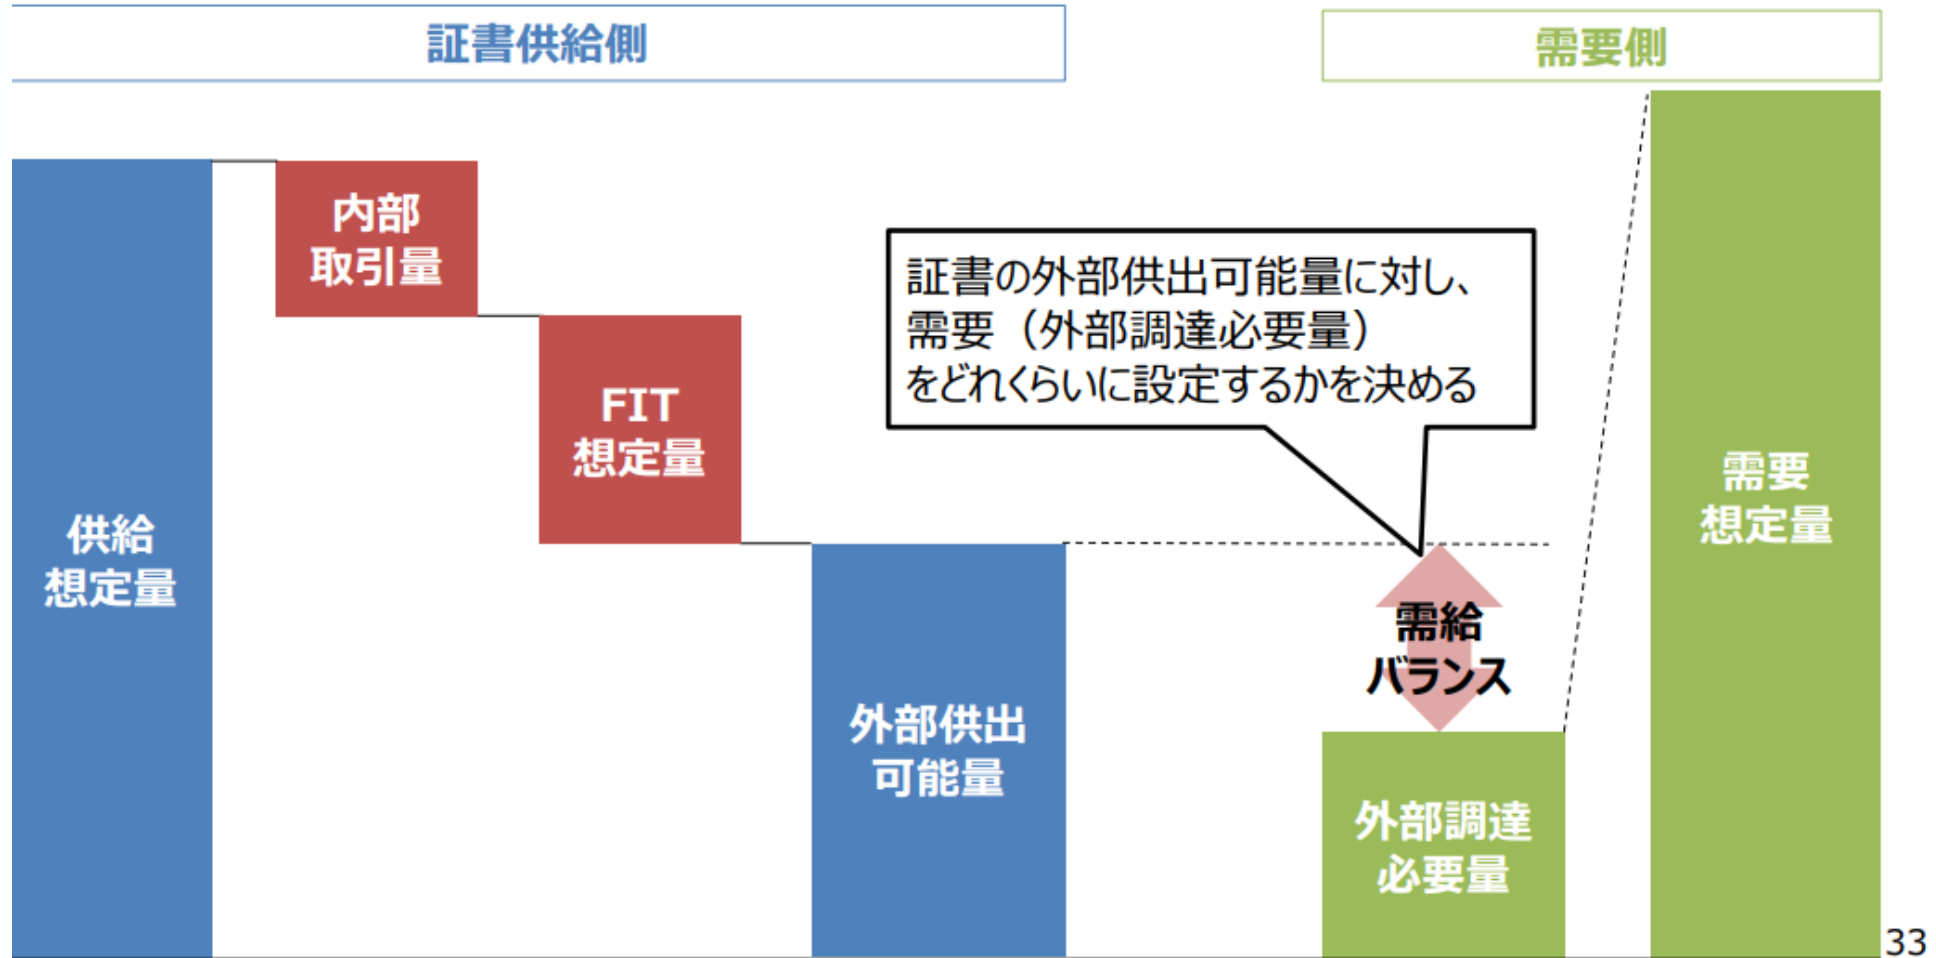 証書供給側
需要側
内部
取引量
証書の外部供出可能量に対し、
需要（外部調達必要量）
をどれくらいに設定するかを決める
FIT
想定量
需要
想定量
供給
想定量
需給
バランス
外部供出
可能量
外部調達
必要量
33